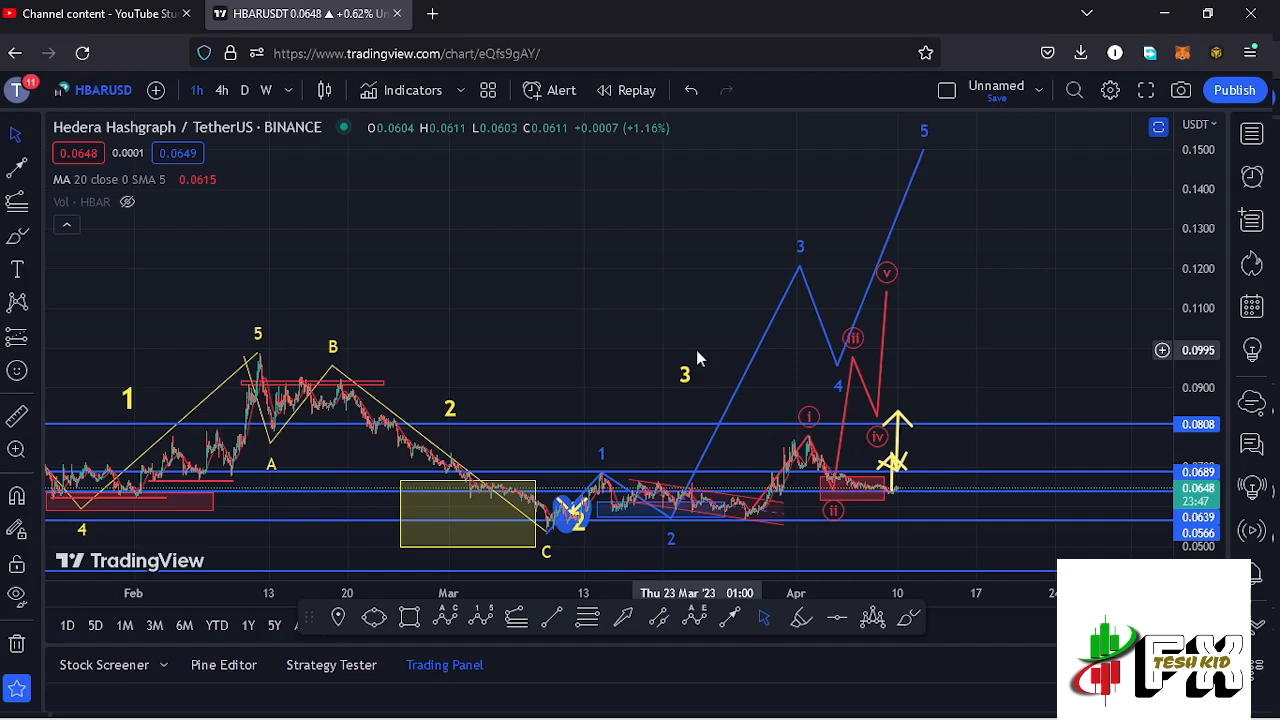 Channel content - YouTube Stu
HBARUSDT 0.0648 ▲ +0.62% Un
https://www.tradingview.com/chart/eQfs9gAY/
T 11
HBARUSD
1h 4h D W
Indicators
Alert
Replay
Unnamed
Save
Publish
Hedera Hashgraph / TetherUS · BINANCE
O0.0604 H0.0611 L0.0603 C0.0611 +0.0007 (+1.16%)
USDT
0.0648 0.0001 0.0649
MA 20 close 0 SMA 5 0.0615
Vol · HBAR
5
0.1500
0.1400
0.1300
3
0.1200
v
0.1100
iii
5
B
0.0995
3
4
0.0900
1
2
i
0.0808
iv
A
1
0.0689
0.0648
23:47
4
2
ii
0.0639
C
2
0.0566
0.0500
TradingView
Feb 13 20 Mar 13 Thu 23 Mar '23 01:00 Apr 10 17
1D 5D 1M 3M 6M YTD 1Y 5Y
Stock Screener
Pine Editor
Strategy Tester
Trading Panel
FX
TESH KID